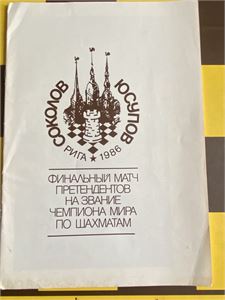 СОКОЛОВ
ЮСУПОВ
РИГА ★ 1986
ФИНАЛЬНЫЙ МАТЧ
ПРЕТЕНДЕНТОВ
НА ЗВАНИЕ
ЧЕМПИОНА МИРА
ПО ШАХМАТАМ